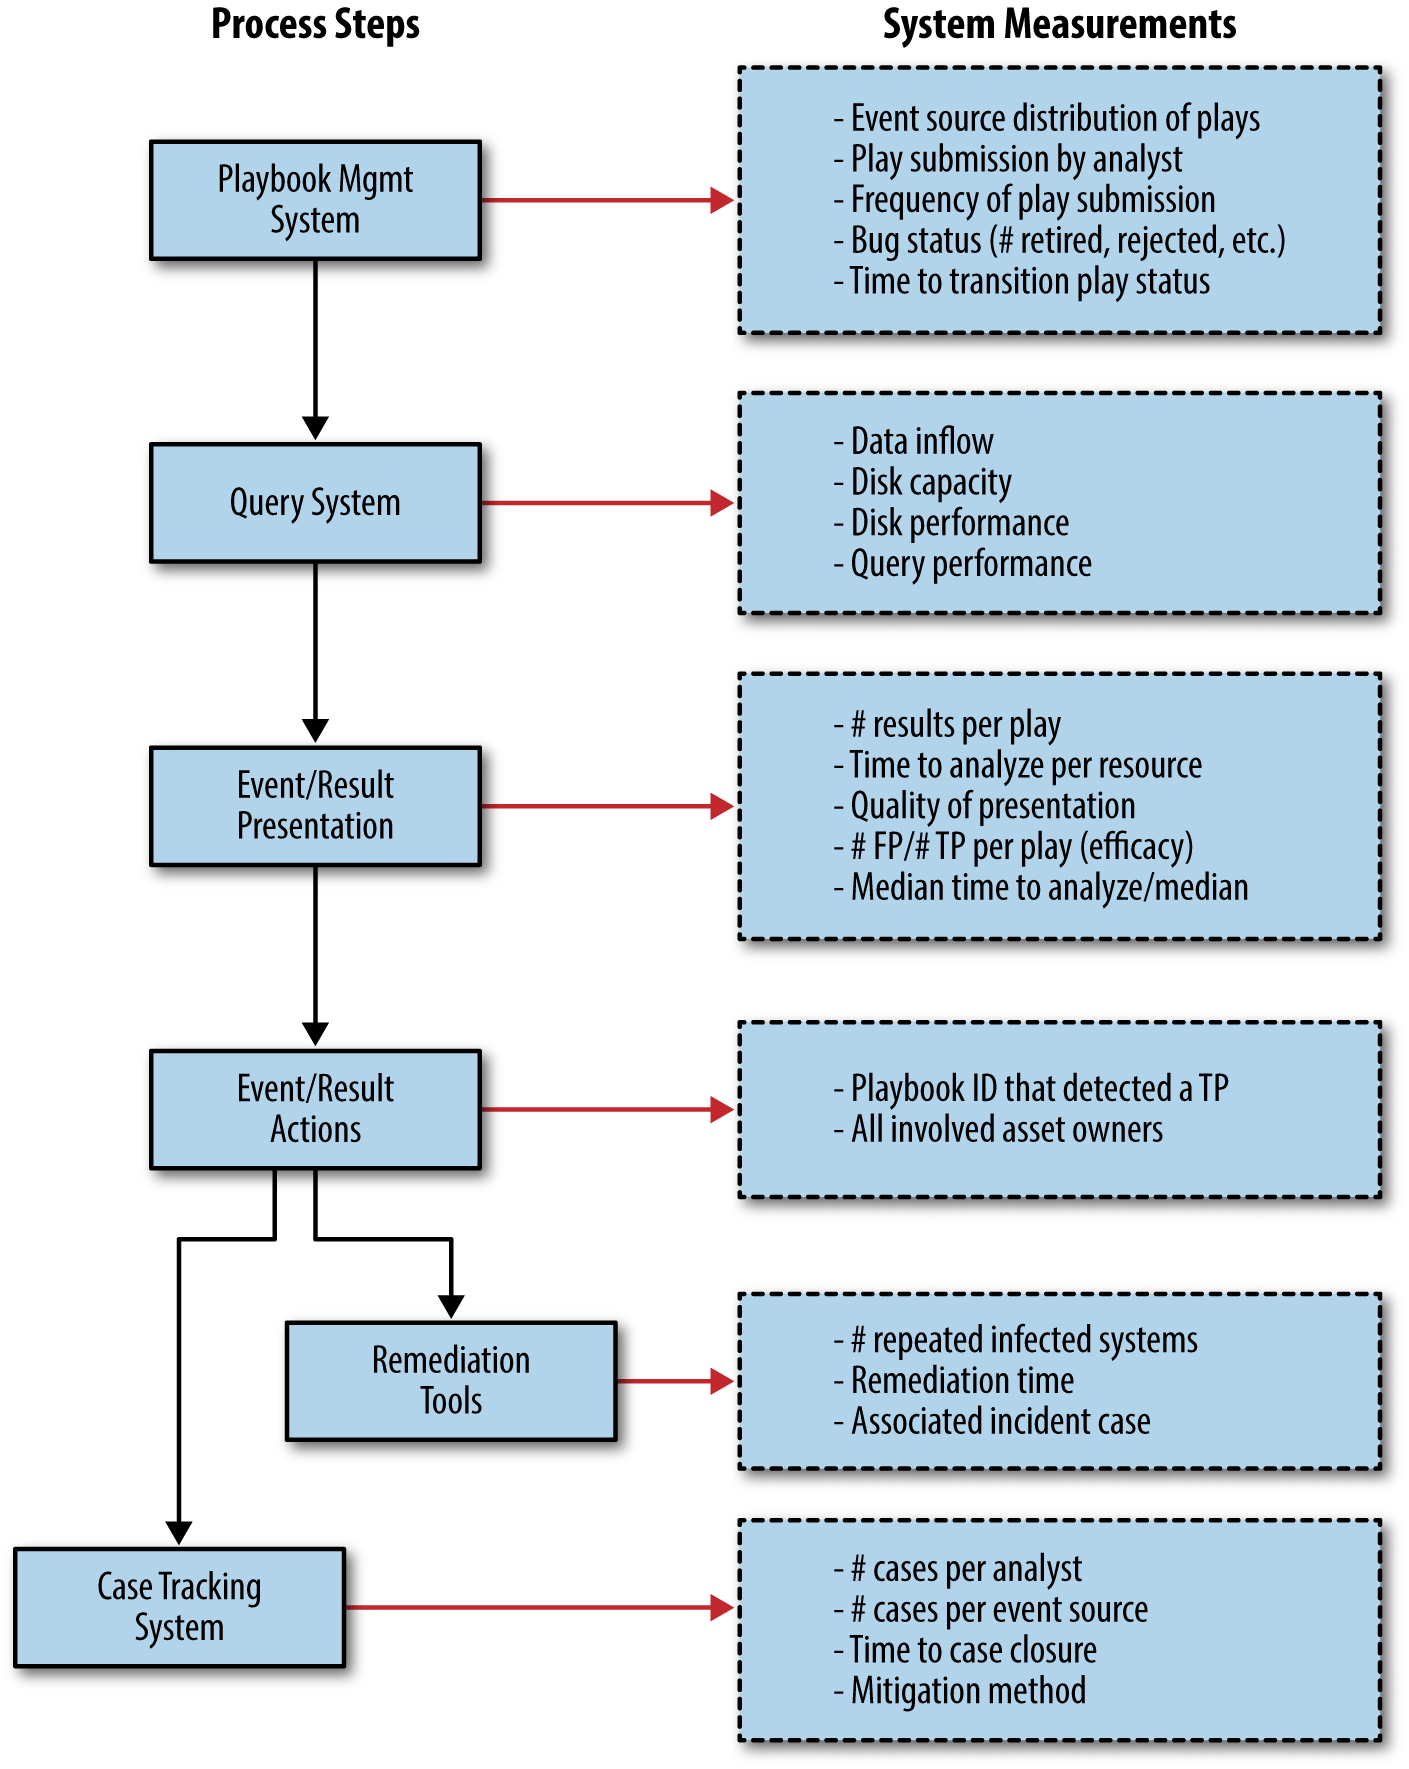 Process Steps
System Measurements
Playbook Mgmt
System
- Event source distribution of plays
- Play submission by analyst
- Frequency of play submission
- Bug status (# retired, rejected, etc.)
- Time to transition play status
Query System
- Data inflow
- Disk capacity
- Disk performance
- Query performance
Event/Result
Presentation
- # results per play
- Time to analyze per resource
- Quality of presentation
- # FP/# TP per play (efficacy)
- Median time to analyze/median
Event/Result
Actions
- Playbook ID that detected a TP
- All involved asset owners
Remediation
Tools
- # repeated infected systems
- Remediation time
- Associated incident case
Case Tracking
System
- # cases per analyst
- # cases per event source
- Time to case closure
- Mitigation method